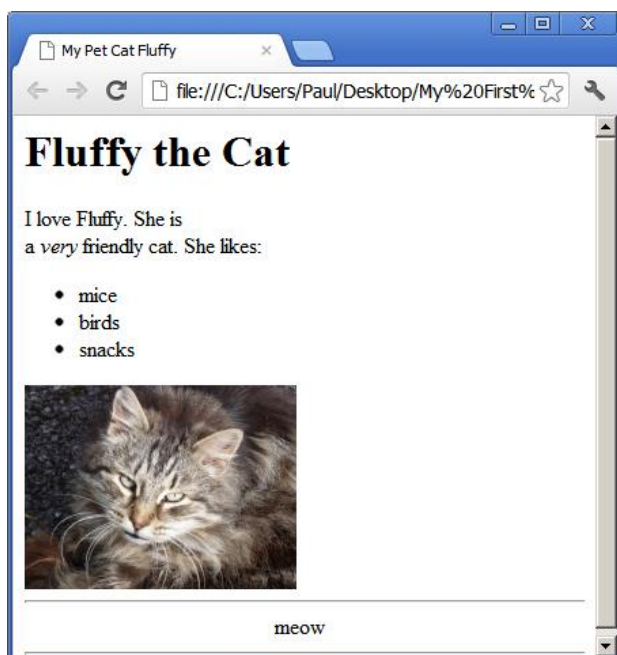 My Pet Cat Fluffy
file:///C:/Users/Paul/Desktop/My%20First%
Fluffy the Cat
I love Fluffy. She is
a very friendly cat. She likes:
mice
birds
snacks
meow